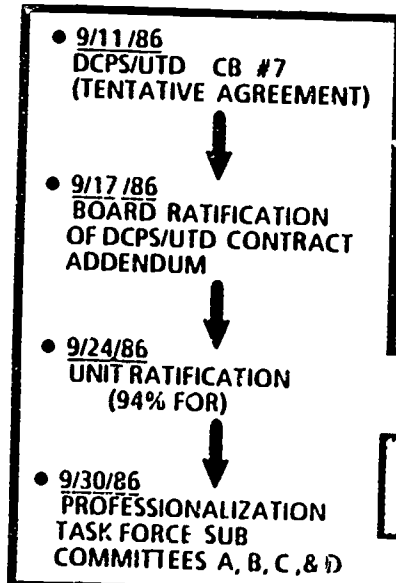 • 9/11/86
DCPS/UTD CB #7
(TENTATIVE AGREEMENT)
• 9/17/86
BOARD RATIFICATION
OF DCPS/UTD CONTRACT
ADDENDUM
• 9/24/86
UNIT RATIFICATION
(94% FOR)
• 9/30/86
PROFESSIONALIZATION
TASK FORCE SUB
COMMITTEES A, B, C, & D